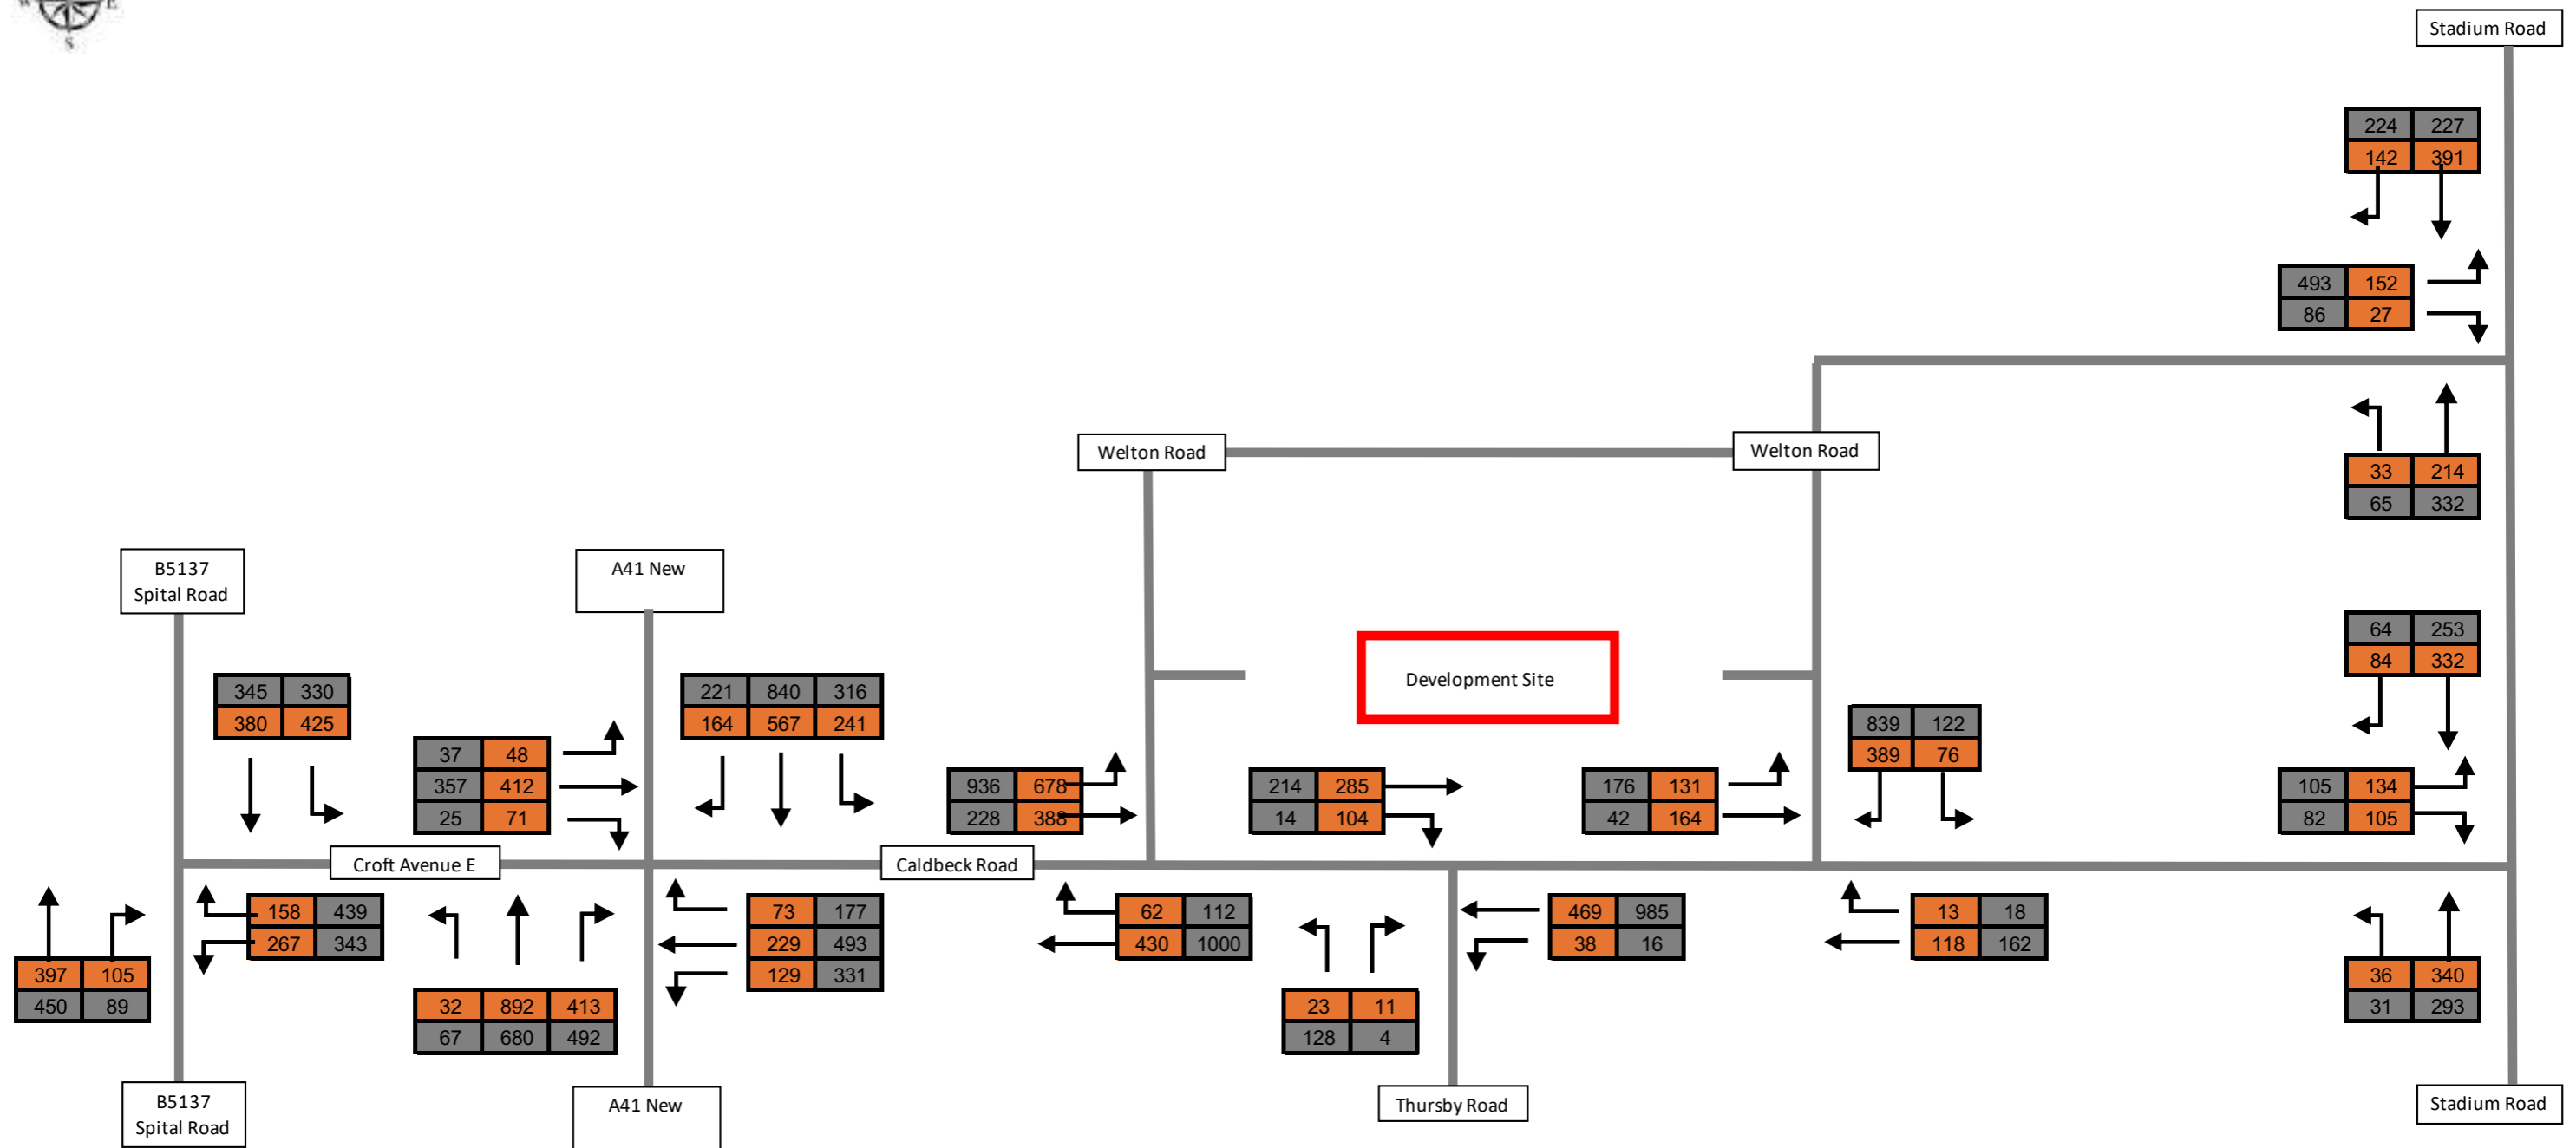 W E
S
Stadium Road
224 227
142 391
493 152
86 27
Welton Road
Welton Road
33 214
65 332
B5137
Spital Road
A41 New
Development Site
64 253
84 332
345 330
380 425
221 840 316
164 567 241
839 122
389 76
37 48
357 412
25 71
936 678
228 388
214 285
14 104
176 131
42 164
105 134
82 105
Croft Avenue E
Caldbeck Road
158 439
267 343
73 177
229 493
129 331
62 112
430 1000
469 985
38 16
13 18
118 162
397 105
450 89
32 892 413
67 680 492
23 11
128 4
36 340
31 293
B5137
Spital Road
A41 New
Thursby Road
Stadium Road